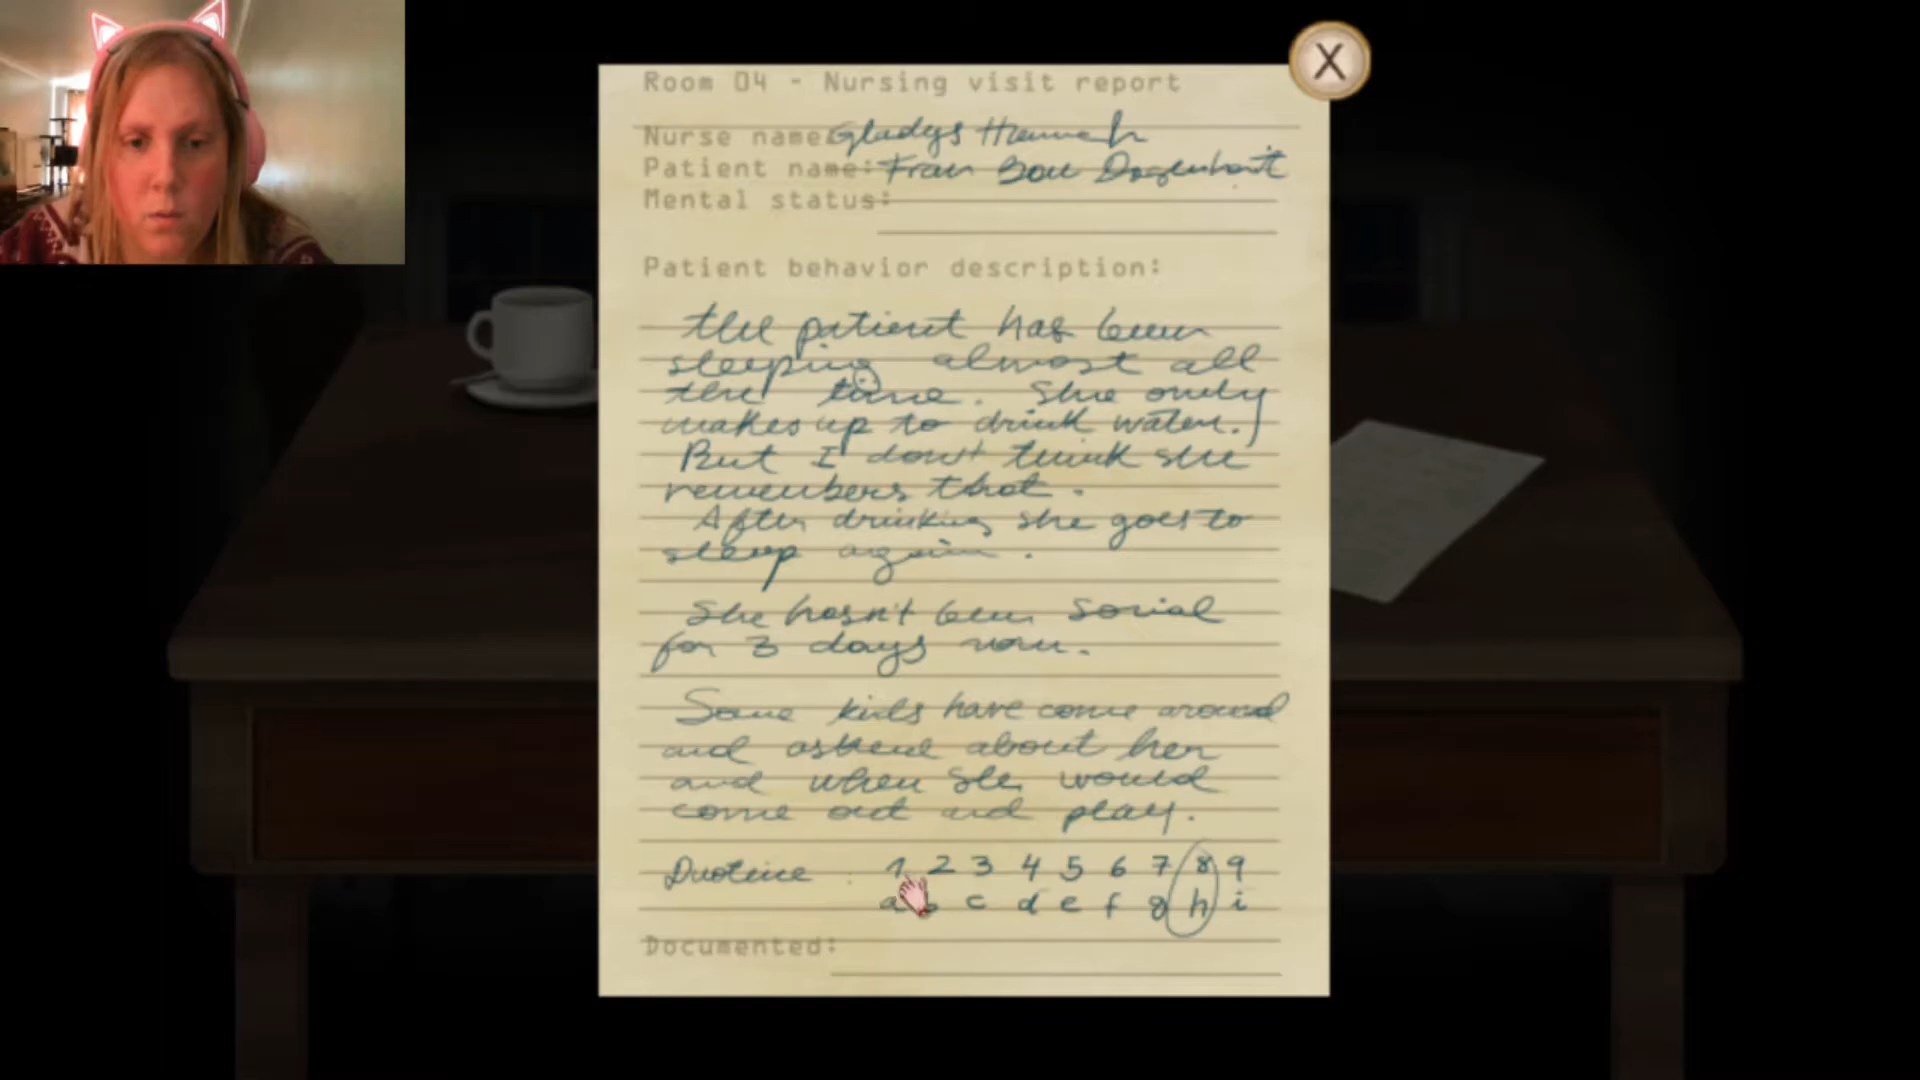 X
Room 04 - Nursing visit report
Nurse name: Gladys Hannah
Patient name: Fran Bow
Mental status:
Patient behavior description:
the patient has been
sleeping almost all
the time. She only
wakes up to drink water.
But I don't think she
remembers that.
After drinking she goes to
sleep again.
She hasn't been social
for 3 days now.
Some kids have come around
and asked about her
and when she would
come out and play.
Duotine : 1 2 3 4 5 6 7 8 9
a b c d e f g h i
Documented: